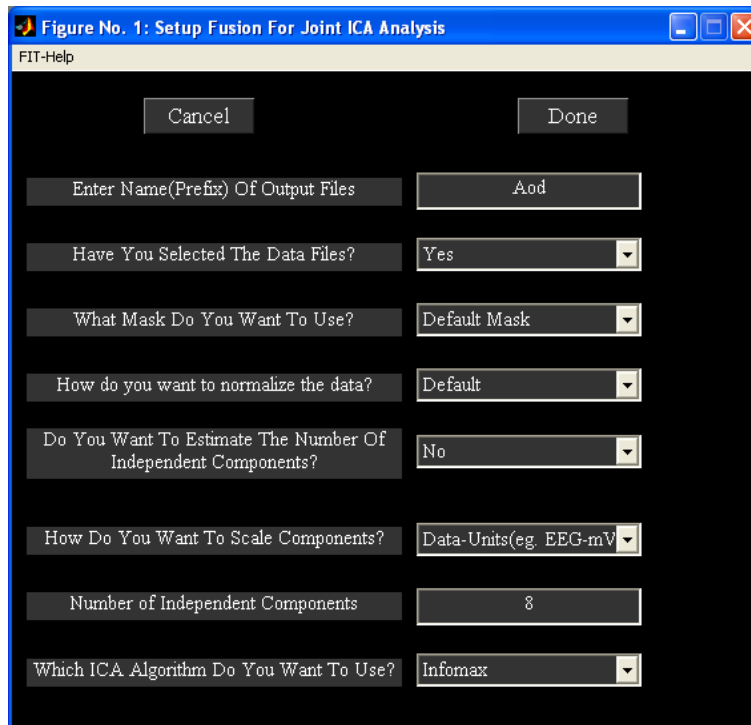 Figure No. 1: Setup Fusion For Joint ICA Analysis
FIT-Help
Cancel
Done
Enter Name(Prefix) Of Output Files
Aod
Have You Selected The Data Files?
Yes
What Mask Do You Want To Use?
Default Mask
How do you want to normalize the data?
Default
Do You Want To Estimate The Number Of
Independent Components?
No
How Do You Want To Scale Components?
Data-Units(eg. EEG-mV
Number of Independent Components
8
Which ICA Algorithm Do You Want To Use?
Infomax